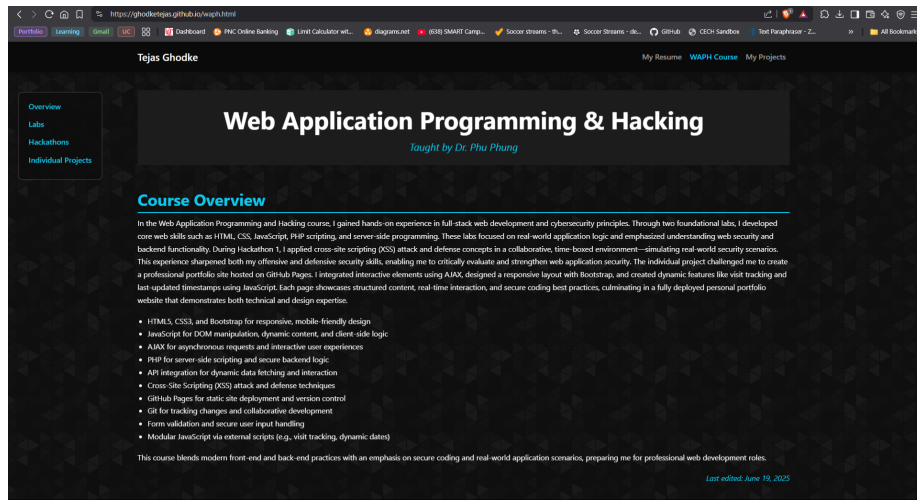 https://ghodketejas.github.io/waph.html
Portfolio Learning Gmail UC Dashboard PNC Online Banking Limit Calculator wit... diagrams.net (638) SMART Camp... Soccer streams - th... Soccer Streams - de... GitHub CECH Sandbox Text Paraphraser - Z... » All Bookmark
Tejas Ghodke
My Resume WAPH Course My Projects
Overview
Labs
Hackathons
Individual Projects
Web Application Programming & Hacking
Taught by Dr. Phu Phung
Course Overview
In the Web Application Programming and Hacking course, I gained hands-on experience in full-stack web development and cybersecurity principles. Through two foundational labs, I developed
core web skills such as HTML, CSS, JavaScript, PHP scripting, and server-side programming. These labs focused on real-world application logic and emphasized understanding web security and
backend functionality. During Hackathon 1, I applied cross-site scripting (XSS) attack and defense concepts in a collaborative, time-boxed environment—simulating real-world security scenarios.
This experience sharpened both my offensive and defensive security skills, enabling me to critically evaluate and strengthen web application security. The individual project challenged me to create
a professional portfolio site hosted on GitHub Pages. I integrated interactive elements using AJAX, designed a responsive layout with Bootstrap, and created dynamic features like visit tracking and
last-updated timestamps using JavaScript. Each page showcases structured content, real-time interaction, and secure coding best practices, culminating in a fully deployed personal portfolio
website that demonstrates both technical and design expertise.
• HTML5, CSS3, and Bootstrap for responsive, mobile-friendly design
• JavaScript for DOM manipulation, dynamic content, and client-side logic
• AJAX for asynchronous requests and interactive user experiences
• PHP for server-side scripting and secure backend logic
• API integration for dynamic data fetching and interaction
• Cross-Site Scripting (XSS) attack and defense techniques
• GitHub Pages for static site deployment and version control
• Git for tracking changes and collaborative development
• Form validation and secure user input handling
• Modular JavaScript via external scripts (e.g., visit tracking, dynamic dates)
This course blends modern front-end and back-end practices with an emphasis on secure coding and real-world application scenarios, preparing me for professional web development roles.
Last edited: June 19, 2025